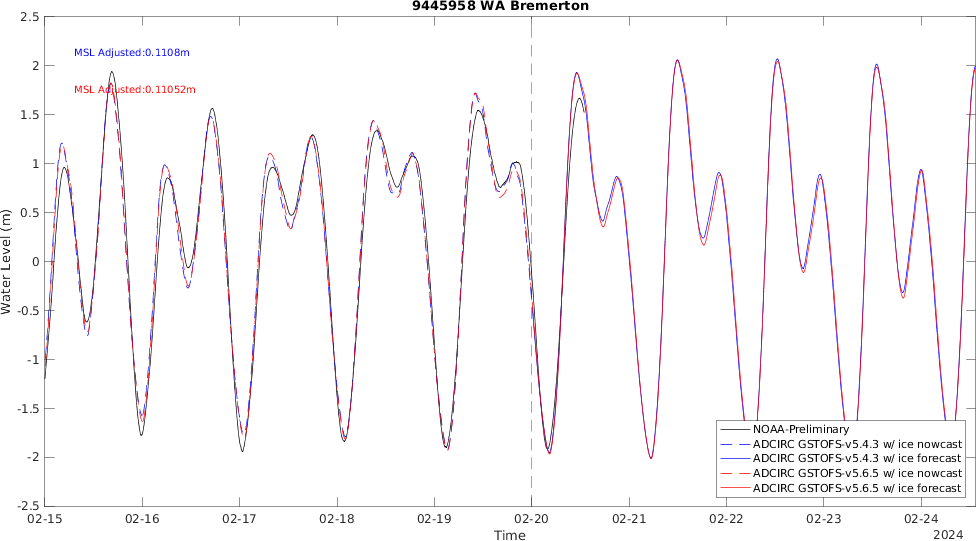 9445958 WA Bremerton
MSL Adjusted:0.1108m
MSL Adjusted:0.11052m
Water Level (m)
2.5
2
1.5
1
0.5
0
-0.5
-1
-1.5
-2
-2.5
NOAA-Preliminary
ADCIRC GSTOFS-v5.4.3 w/ ice nowcast
ADCIRC GSTOFS-v5.4.3 w/ ice forecast
ADCIRC GSTOFS-v5.6.5 w/ ice nowcast
ADCIRC GSTOFS-v5.6.5 w/ ice forecast
02-15 02-16 02-17 02-18 02-19 02-20 02-21 02-22 02-23 02-24
Time
2024